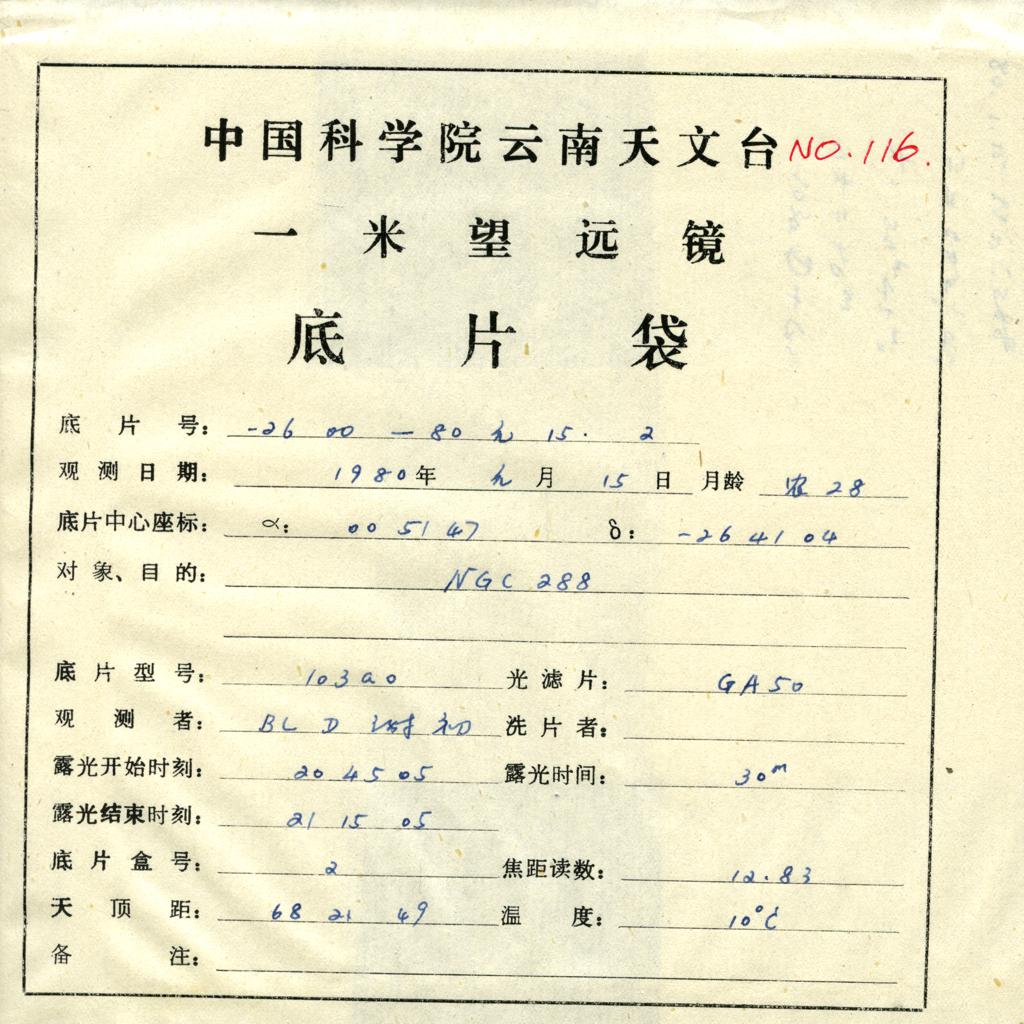 中国科学院云南天文台 NO.116.
一米望远镜
底片袋
底片号: -26 00 — 80 15. 2
观测日期: 1980年 月 15日 月龄 农28
底片中心座标: α: 00 51 47 δ: -26 41 04
对象、目的: NGC 288
底片型号: 103aO 光滤片: GA50
观测者: BL D 谢 初 洗片者:
露光开始时刻: 20 45 05 露光时间: 30m
露光结束时刻: 21 15 05
底片盒号: 2 焦距读数: 12.83
天顶距: 68 21 49 温度: 10°C
备注: